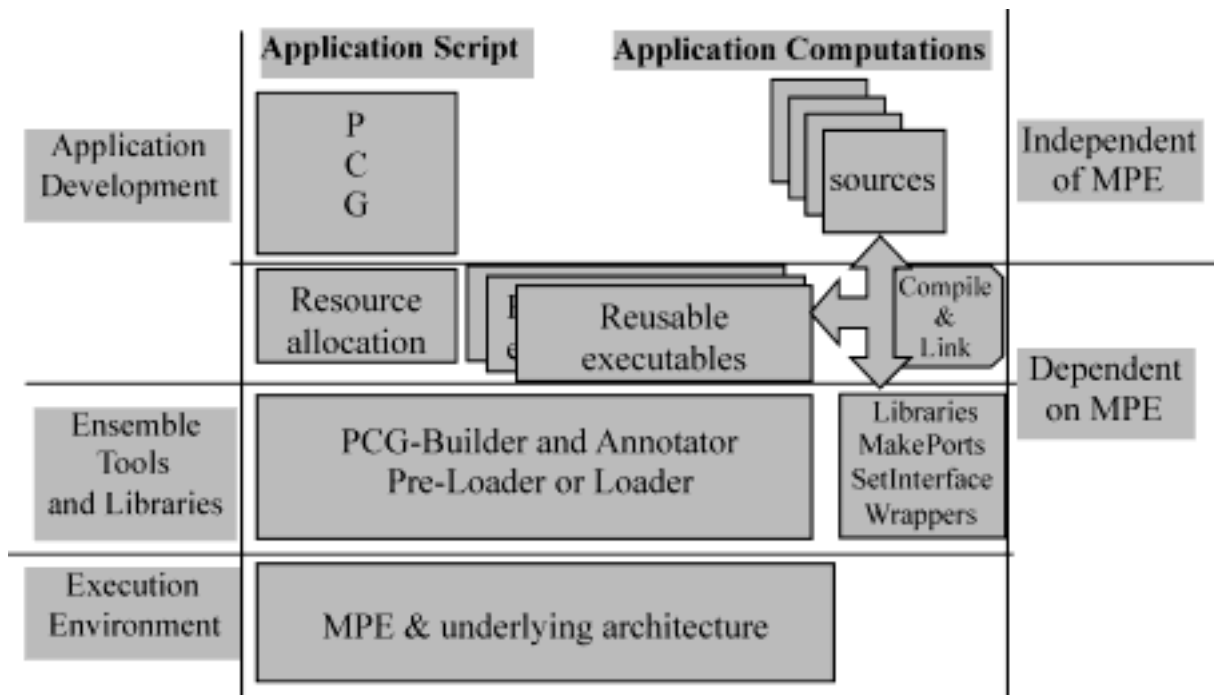 Application Script
Application Computations
Application
Development
P
C
G
sources
Independent
of MPE
Resource
allocation
Reusable
executables
Compile
&
Link
Dependent
on MPE
Ensemble
Tools
and Libraries
PCG-Builder and Annotator
Pre-Loader or Loader
Libraries
MakePorts
SetInterface
Wrappers
Execution
Environment
MPE & underlying architecture